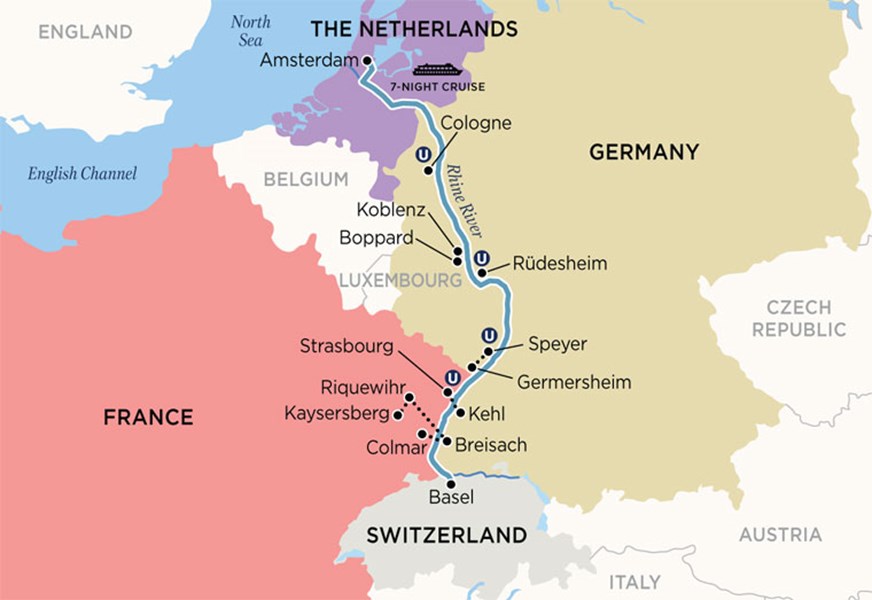 ENGLAND
North
Sea
THE NETHERLANDS
Amsterdam
7-NIGHT CRUISE
Cologne
GERMANY
U
English Channel
BELGIUM
Rhine River
Koblenz
Boppard
U
Rüdesheim
LUXEMBOURG
CZECH
REPUBLIC
U
Speyer
Strasbourg
U
Germersheim
Riquewihr
Kaysersberg
Kehl
FRANCE
Colmar
Breisach
Basel
SWITZERLAND
AUSTRIA
ITALY